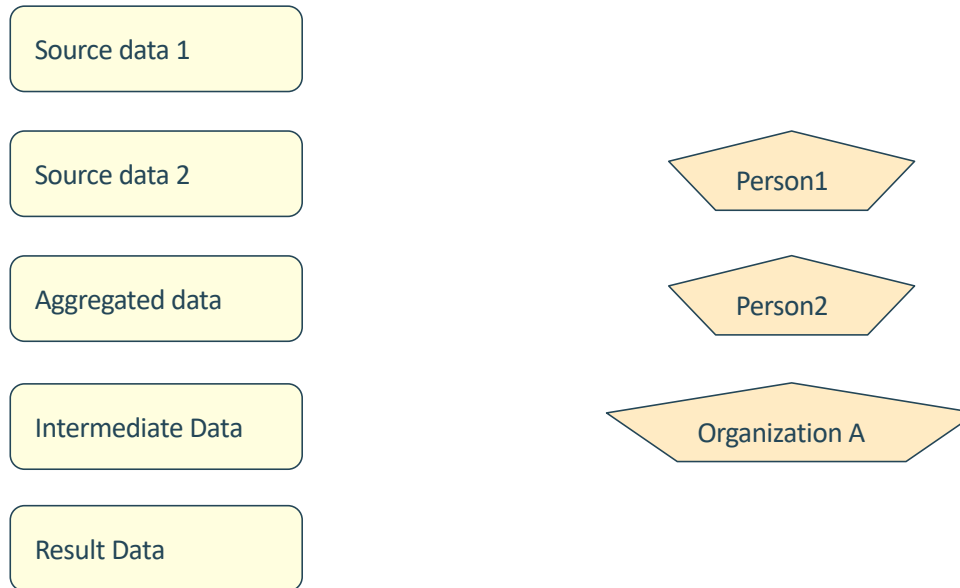 Source data 1
Source data 2
Person1
Aggregated data
Person2
Intermediate Data
Organization A
Result Data